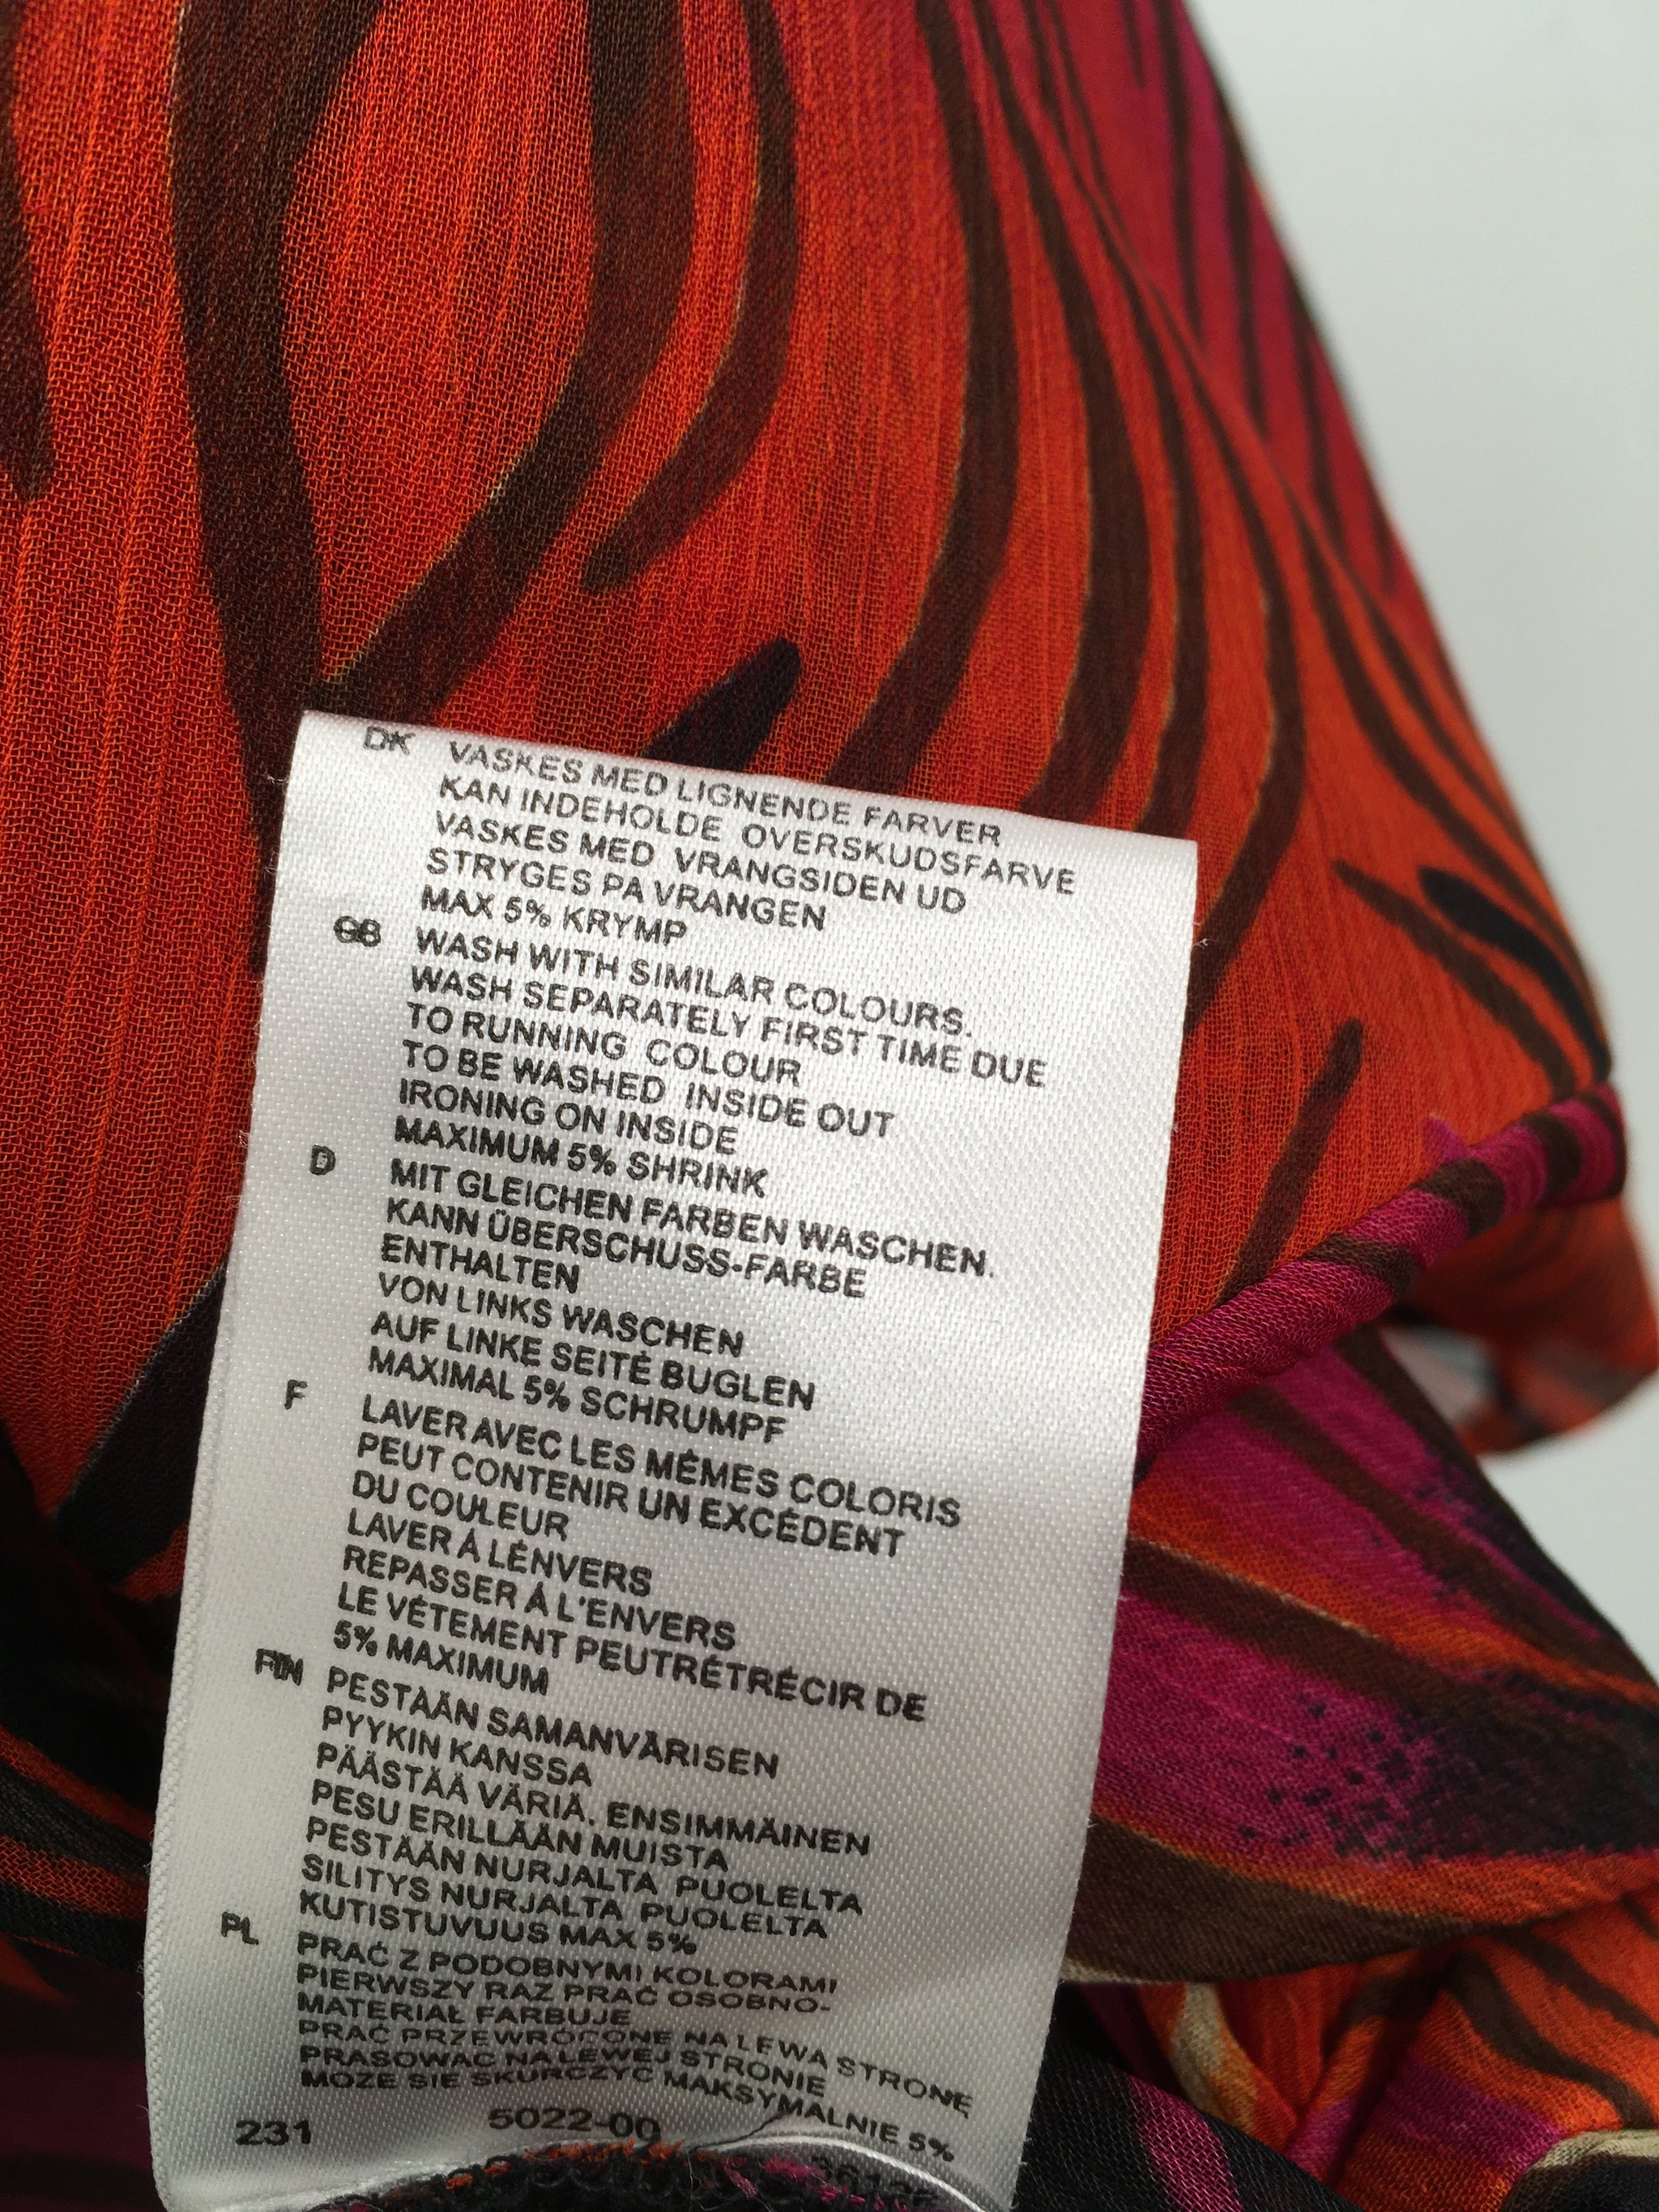 DK VASKES MED LIGNENDE FARVER
KAN INDEHOLDE OVERSKUDSFARVE
VASKES MED VRANGSIDEN UD
STRYGES PA VRANGEN
MAX 5% KRYMP
GB WASH WITH SIMILAR COLOURS.
WASH SEPARATELY FIRST TIME DUE
TO RUNNING COLOUR
TO BE WASHED INSIDE OUT
IRONING ON INSIDE
MAXIMUM 5% SHRINK
D MIT GLEICHEN FARBEN WASCHEN.
KANN ÜBERSCHUSS-FARBE
ENTHALTEN
VON LINKS WASCHEN
AUF LINKE SEITE BUGLEN
MAXIMAL 5% SCHRUMPF
F LAVER AVEC LES MÊMES COLORIS
PEUT CONTENIR UN EXCÉDENT
DU COULEUR
LAVER À LÉNVERS
REPASSER À L'ENVERS
LE VÉTEMENT PEUTRÉTRÉCIR DE
5% MAXIMUM
FIN PESTÄÄN SAMANVÄRISEN
PYYKIN KANSSA
PÄÄSTÄÄ VÄRIÄ. ENSIMMÄINEN
PESU ERILLÄÄN MUISTA
PESTÄÄN NURJALTA PUOLELTA
SILITYS NURJALTA PUOLELTA
KUTISTUVUUS MAX 5%
PL PRAĆ Z PODOBNYMI KOLORAMI
PIERWSZY RAZ PRAĆ OSOBNO-
MATERIAŁ FARBUJE
PRAĆ PRZEWRÓCONE NA LEWA STRONE
PRASOWAC NA LEWEJ STRONIE
MOZE SIE SKURCZYC MAKSYMALNIE 5%
231 5022-00